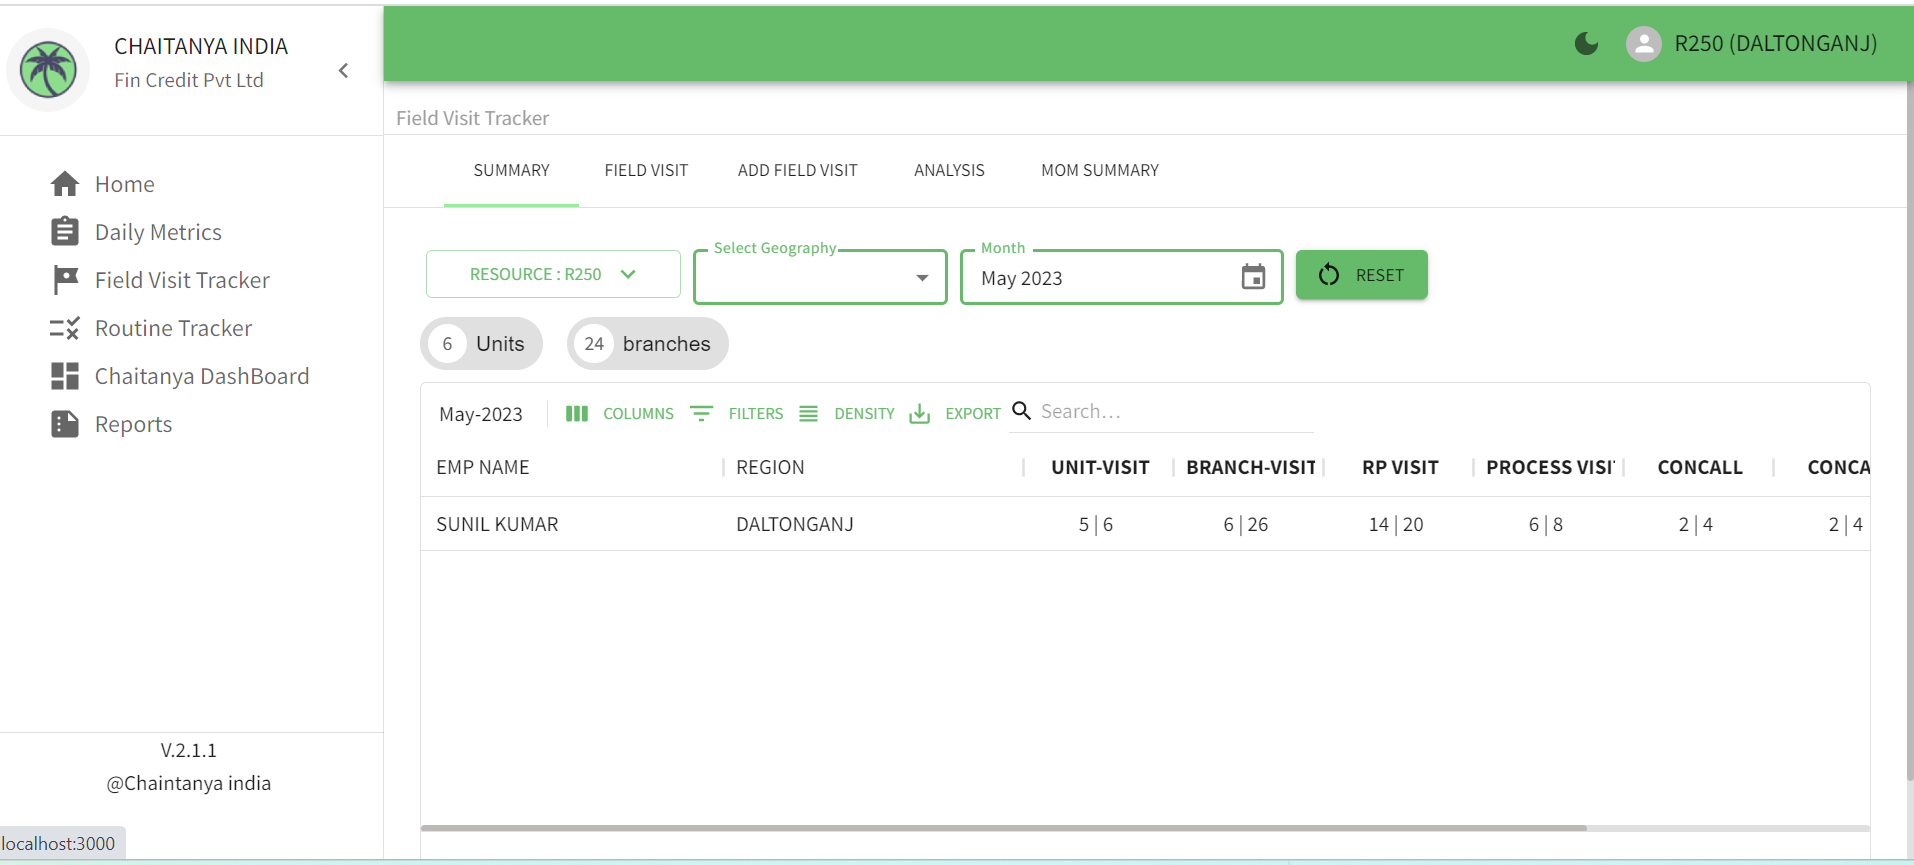 CHAITANYA INDIA
Fin Credit Pvt Ltd
R250 (DALTONGANJ)
Home
Daily Metrics
Field Visit Tracker
Routine Tracker
Chaitanya DashBoard
Reports
V.2.1.1
@Chaintanya india
localhost:3000
Field Visit Tracker
SUMMARY FIELD VISIT ADD FIELD VISIT ANALYSIS MOM SUMMARY
RESOURCE : R250 Select Geography Month May 2023 RESET
6 Units 24 branches
May-2023 COLUMNS FILTERS DENSITY EXPORT Search…
EMP NAME REGION UNIT-VISIT BRANCH-VISIT RP VISIT PROCESS VISI CONCALL CONCA
SUNIL KUMAR DALTONGANJ 5 | 6 6 | 26 14 | 20 6 | 8 2 | 4 2 | 4